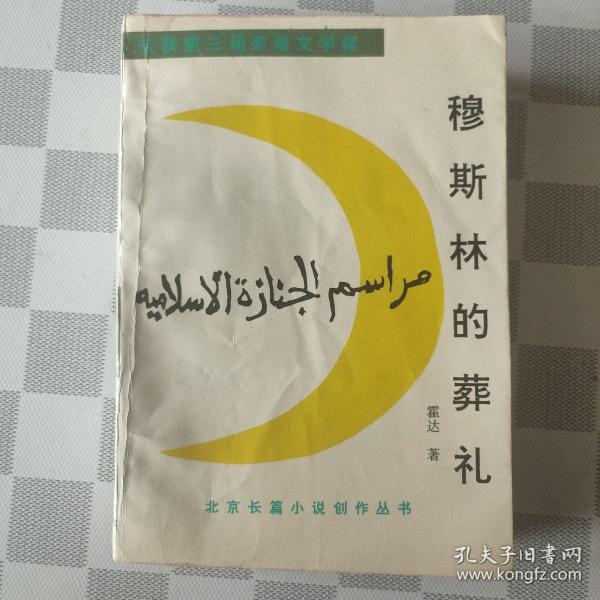 荣获第三届茅盾文学奖
穆斯林的葬礼
مراسم الجنازة الاسلاميه
霍达 著
北京长篇小说创作丛书
孔夫子旧书网
www.kongfz.com